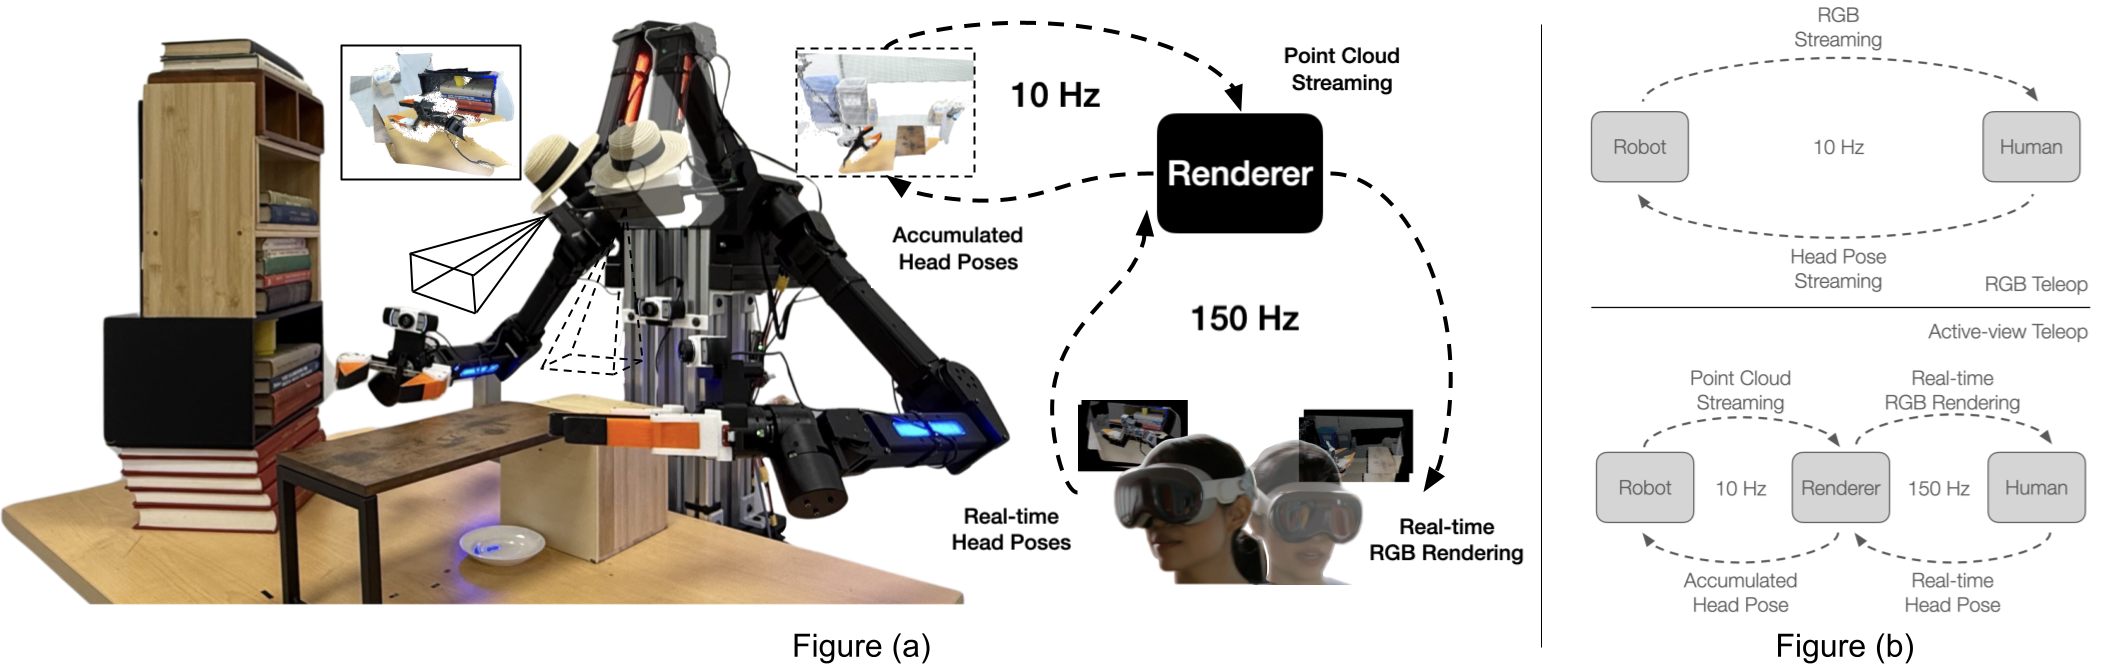 10 Hz
Point Cloud
Streaming
Renderer
Accumulated
Head Poses
150 Hz
Real-time
Head Poses
Real-time
RGB Rendering
Figure (a)
RGB
Streaming
Robot
10 Hz
Human
Head Pose
Streaming
RGB Teleop
Active-view Teleop
Point Cloud
Streaming
Real-time
RGB Rendering
Robot
10 Hz
Renderer
150 Hz
Human
Accumulated
Head Pose
Real-time
Head Pose
Figure (b)